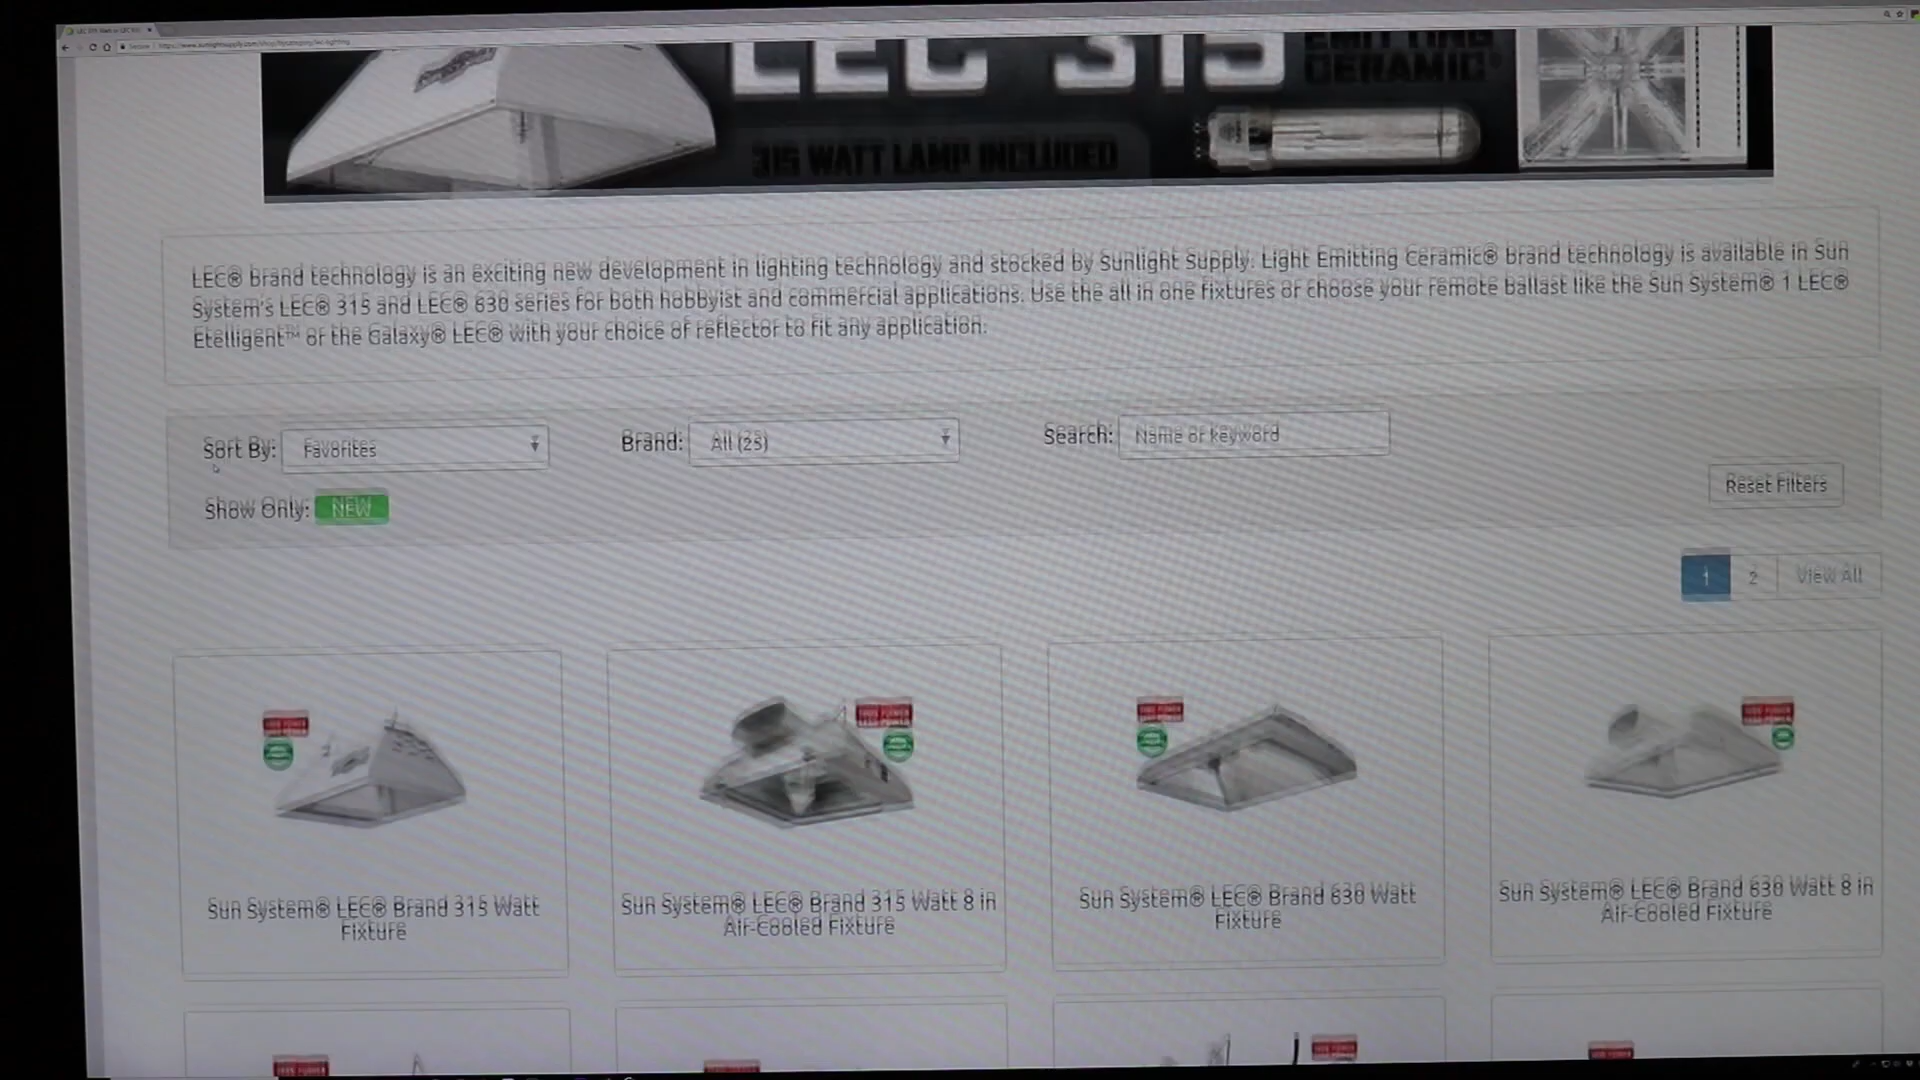 LEC 315
EMITTING
CERAMIC®
315 WATT LAMP INCLUDED
LEC® brand technology is an exciting new development in lighting technology and stocked by Sunlight Supply. Light Emitting Ceramic® brand technology is available in Sun
System's LEC® 315 and LEC® 630 series for both hobbyist and commercial applications. Use the all in one fixtures or choose your remote ballast like the Sun System® 1 LEC®
Etelligent™ or the Galaxy® LEC® with your choice of reflector to fit any application.
Sort By: Favorites Brand: All (25) Search: Name or keyword
Reset Filters
Show Only: NEW
1 2 View All
Sun System® LEC® Brand 315 Watt
Fixture
Sun System® LEC® Brand 315 Watt 8 in
Air-Cooled Fixture
Sun System® LEC® Brand 630 Watt
Fixture
Sun System® LEC® Brand 630 Watt 8 in
Air-Cooled Fixture